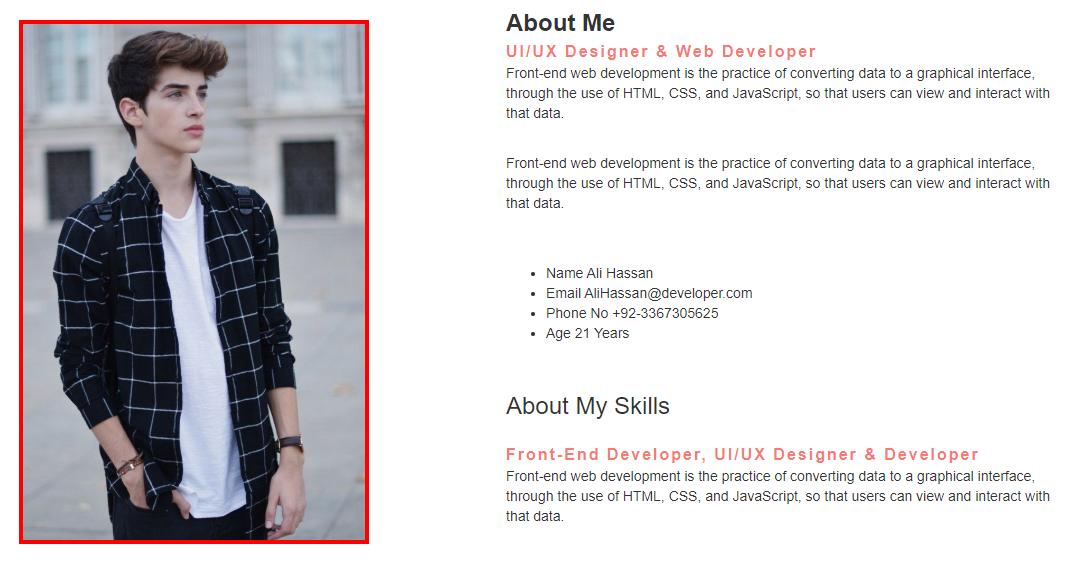 About Me
UI/UX Designer & Web Developer
Front-end web development is the practice of converting data to a graphical interface,
through the use of HTML, CSS, and JavaScript, so that users can view and interact with
that data.
Front-end web development is the practice of converting data to a graphical interface,
through the use of HTML, CSS, and JavaScript, so that users can view and interact with
that data.
• Name Ali Hassan
• Email AliHassan@developer.com
• Phone No +92-3367305625
• Age 21 Years
About My Skills
Front-End Developer, UI/UX Designer & Developer
Front-end web development is the practice of converting data to a graphical interface,
through the use of HTML, CSS, and JavaScript, so that users can view and interact with
that data.